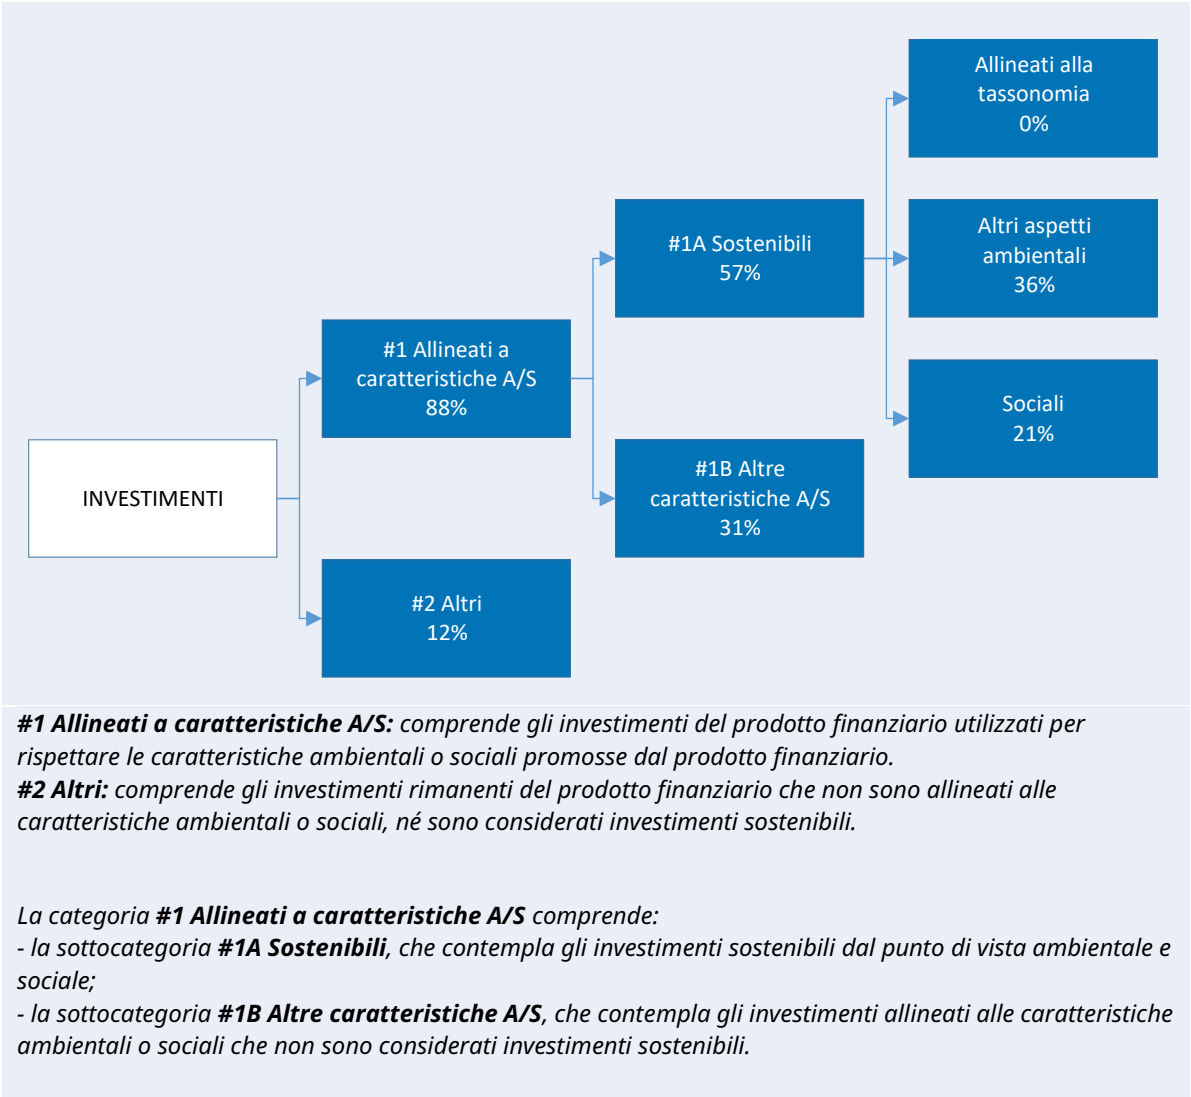 Allineati alla
tassonomia
0%
#1A Sostenibili
57%
Altri aspetti
ambientali
36%
#1 Allineati a
caratteristiche A/S
88%
Sociali
21%
INVESTIMENTI
#1B Altre
caratteristiche A/S
31%
#2 Altri
12%
#1 Allineati a caratteristiche A/S: comprende gli investimenti del prodotto finanziario utilizzati per
rispettare le caratteristiche ambientali o sociali promosse dal prodotto finanziario.
#2 Altri: comprende gli investimenti rimanenti del prodotto finanziario che non sono allineati alle
caratteristiche ambientali o sociali, né sono considerati investimenti sostenibili.
La categoria #1 Allineati a caratteristiche A/S comprende:
- la sottocategoria #1A Sostenibili, che contempla gli investimenti sostenibili dal punto di vista ambientale e
sociale;
- la sottocategoria #1B Altre caratteristiche A/S, che contempla gli investimenti allineati alle caratteristiche
ambientali o sociali che non sono considerati investimenti sostenibili.